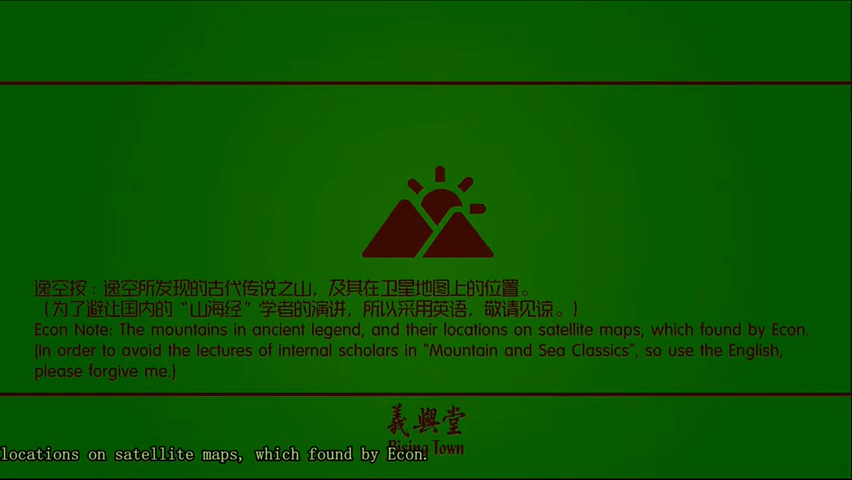 逸空按：逸空所发现的古代传说之山，及其在卫星地图上的位置。
（为了避让国内的“山海经”学者的演讲，所以采用英语，敬请见谅。）
Econ Note: The mountains in ancient legend, and their locations on satellite maps, which found by Econ.
(In order to avoid the lectures of internal scholars in "Mountain and Sea Classics", so use the English,
please forgive me.)
義興堂
Rising Town
locations on satellite maps, which found by Econ.